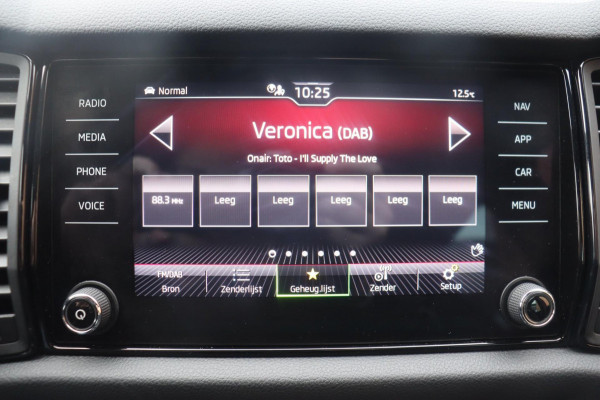 RADIO
MEDIA
PHONE
VOICE
Normal
10:25
12.5°C
Veronica (DAB)
Onair: Toto - I'll Supply The Love
88.3 MHz
Leeg
Leeg
Leeg
Leeg
Leeg
FM/DAB
Bron
Zenderlijst
Geheug.lijst
Zender
Setup
NAV
APP
CAR
MENU